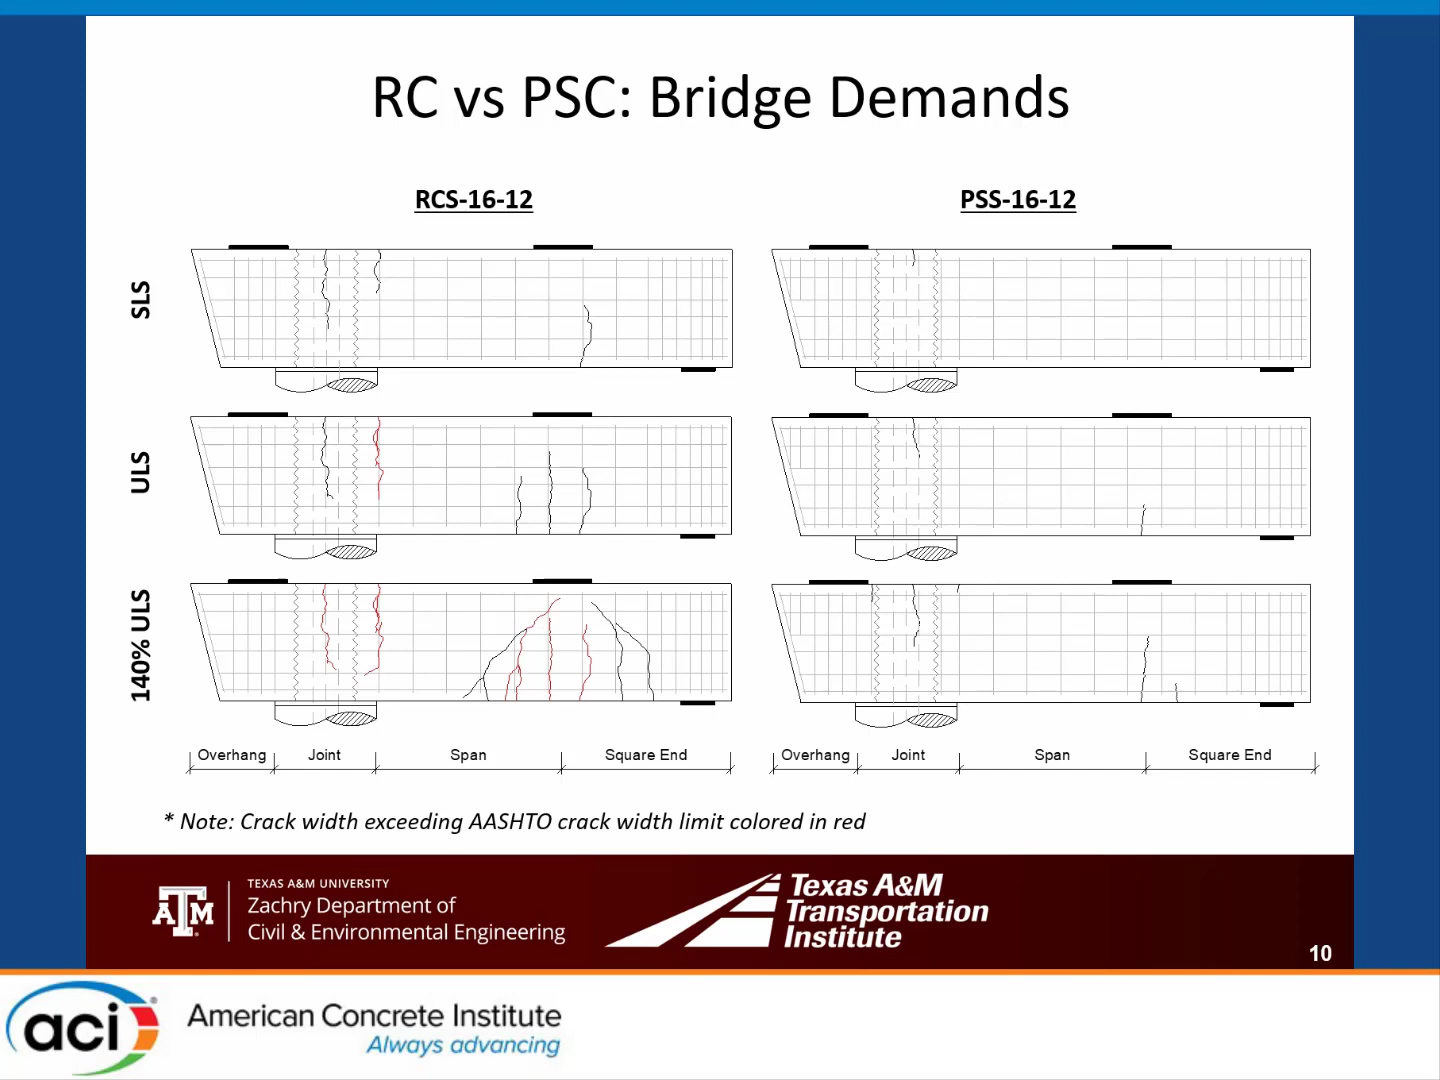 RC vs PSC: Bridge Demands
RCS-16-12
PSS-16-12
SLS
ULS
140% ULS
Overhang Joint Span Square End
Overhang Joint Span Square End
* Note: Crack width exceeding AASHTO crack width limit colored in red
TEXAS A&M UNIVERSITY
Zachry Department of
Civil & Environmental Engineering
ATM
Texas A&M
Transportation
Institute
10
aci
American Concrete Institute
Always advancing